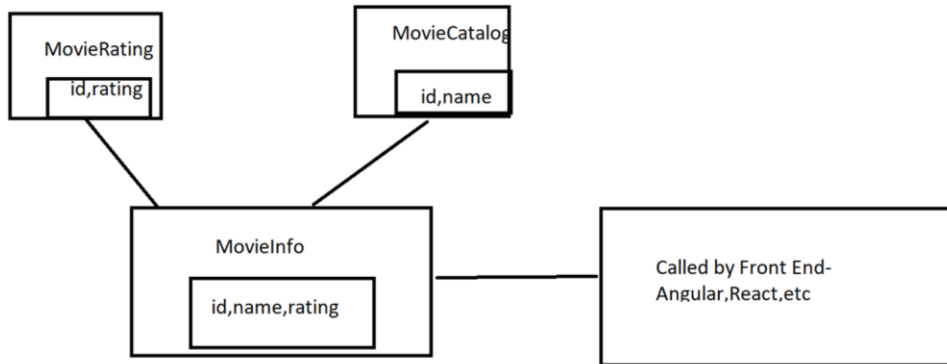 MovieRating
id,rating
MovieCatalog
id,name
MovieInfo
id,name,rating
Called by Front End-
Angular,React,etc